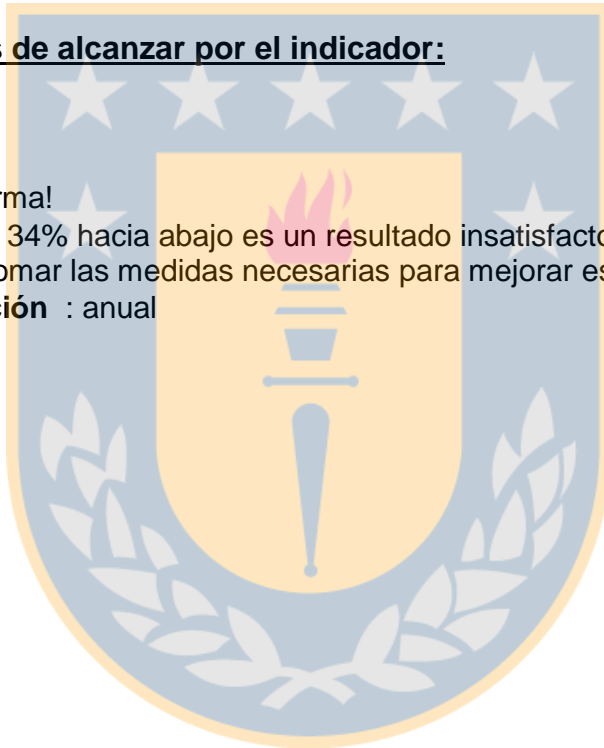 s de alcanzar por el indicador:
rma!
34% hacia abajo es un resultado insatisfacto
omar las medidas necesarias para mejorar es
ción : anual